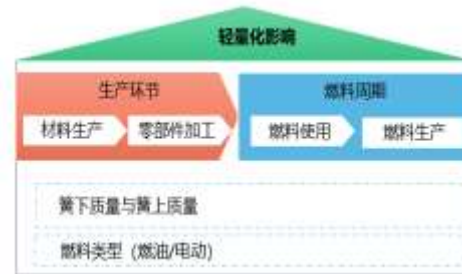 轻量化影响
生产环节
燃料周期
材料生产
零部件加工
燃料使用
燃料生产
簧下质量与簧上质量
燃料类型（燃油/电动）